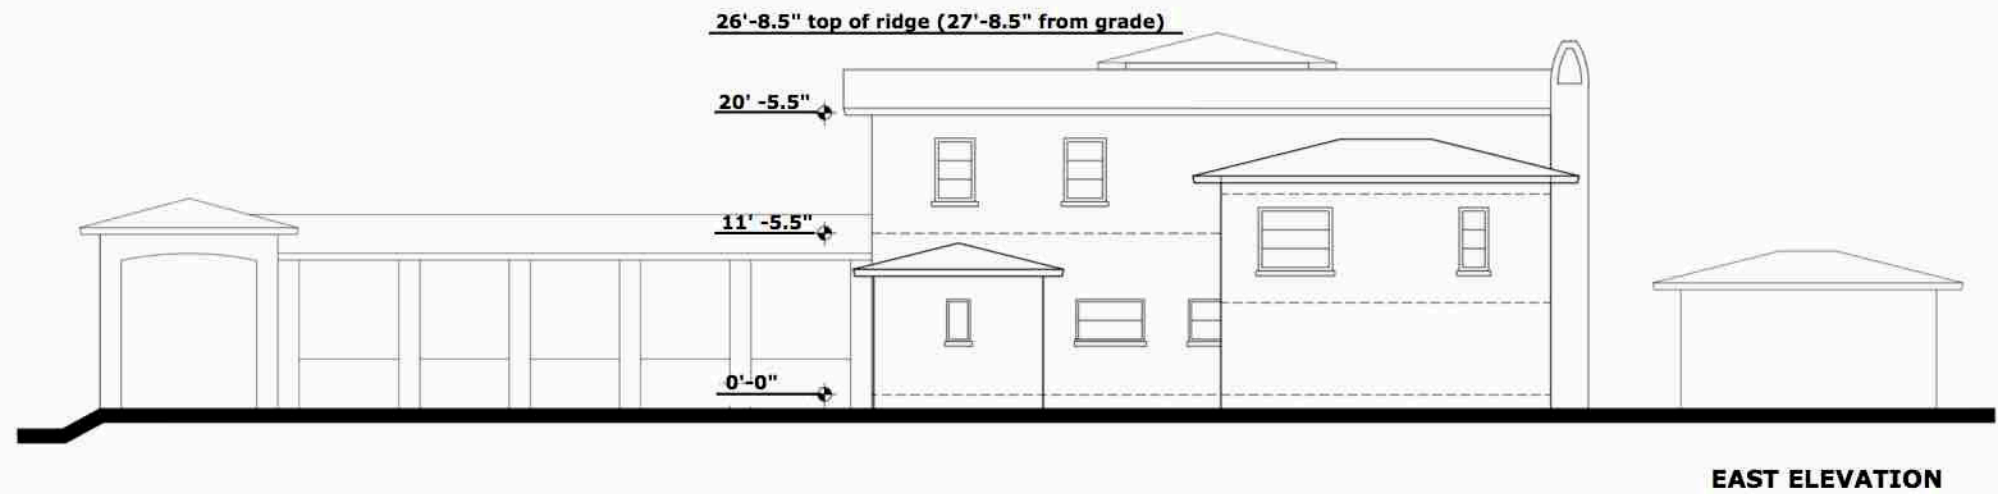 26'-8.5" top of ridge (27'-8.5" from grade)
20' -5.5"
11' -5.5"
0'-0"
EAST ELEVATION